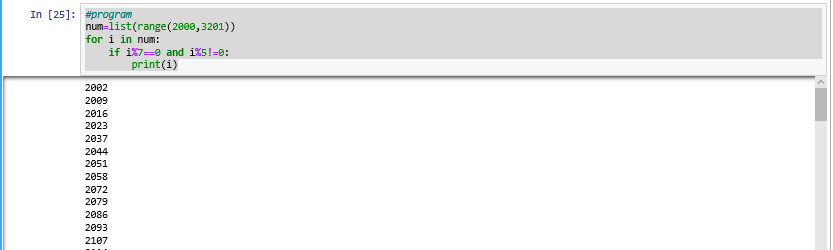 In [25]:
#program
num=list(range(2000,3201))
for i in num:
    if i%7==0 and i%5!=0:
        print(i)
2002
2009
2016
2023
2037
2044
2051
2058
2072
2079
2086
2093
2107